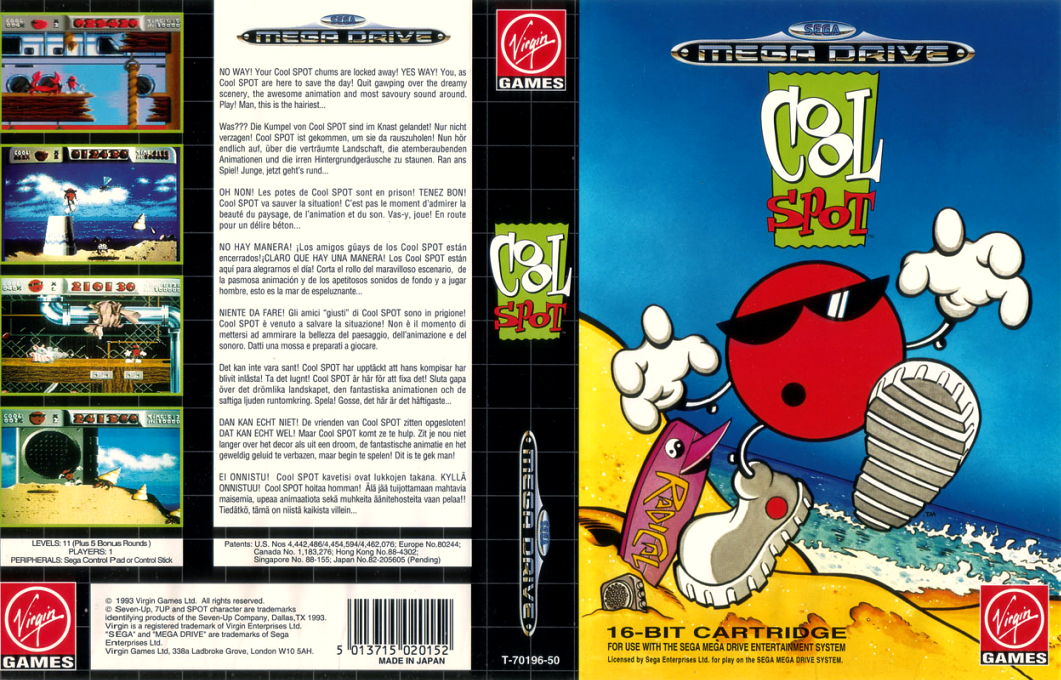 SEGA
MEGA DRIVE
NO WAY! Your Cool SPOT chums are locked away! YES WAY! You, as
Cool SPOT are here to save the day! Quit gawping over the dreamy
scenery, the awesome animation and most savoury sound around.
Play! Man, this is the hairiest...
Was??? Die Kumpel von Cool SPOT sind im Knast gelandet! Nur nicht
verzagen! Cool SPOT ist gekommen, um sie da rauszuholen! Nun hör
endlich auf, über die verträumte Landschaft, die atemberaubenden
Animationen und die irren Hintergrundgeräusche zu staunen. Ran ans
Spiel! Junge, jetzt geht's rund...
OH NON! Les potes de Cool SPOT sont en prison! TENEZ BON!
Cool SPOT va sauver la situation! C'est pas le moment d'admirer la
beauté du paysage, de l'animation et du son. Vas-y, joue! En route
pour un délire béton...
NO HAY MANERA! ¡Los amigos güays de los Cool SPOT están
encerrados!¡CLARO QUE HAY UNA MANERA! Los Cool SPOT están
aquí para alegrarnos el día! Corta el rollo del maravilloso escenario, de
la pasmosa animación y de los apetitosos sonidos de fondo y a jugar
hombre, esto es la mar de espeluznante...
NIENTE DA FARE! Gli amici "giusti" di Cool SPOT sono in prigione!
Cool SPOT è venuto a salvare la situazione! Non è il momento di
mettersi ad ammirare la bellezza del paesaggio, dell'animazione e del
sonoro. Datti una mossa e preparati a giocare.
Det kan inte vara sant! Cool SPOT har upptäckt att hans kompisar har
blivit inlåsta! Ta det lugnt! Cool SPOT är här för att fixa det! Sluta gapa
över det drömlika landskapet, den fantastiska animationen och de
saftiga ljuden runtomkring. Spela! Gosse, det här är det häftigaste...
DAN KAN ECHT NIET! De vrienden van Cool SPOT zitten opgesloten!
DAT KAN ECHT WEL! Maar Cool SPOT komt ze te hulp. Zit je nou niet
langer over het decor als uit een droom, de fantastische animatie en het
geweldig geluid te verbazen, maar begin te spelen! Dit is te gek man!
EI ONNISTU! Cool SPOT kavetisi ovat lukkojen takana. KYLLÄ
ONNISTUU! Cool SPOT hoitaa homman! Älä jää tuijottamaan mahtavia
maisemia, upeaa animaatiota sekä muhkeita äänitehosteita vaan pelaa!!
Tiedätkö, tämä on niistä kaikista villein...
LEVELS: 11 (Plus 5 Bonus Rounds)
PLAYERS: 1
PERIPHERALS: Sega Control Pad or Control Stick
Patents: U.S. Nos 4,442,486/4,454,594/4,462,076; Europe No.80244;
Canada No. 1,183,276; Hong Kong No.88-4302;
Singapore No. 88-155; Japan No.82-205605 (Pending)
Virgin
GAMES
© 1993 Virgin Games Ltd. All rights reserved.
© Seven-Up, 7UP and SPOT character are trademarks
identifying products of the Seven-Up Company, Dallas,TX 1993.
Virgin is a registered trademark of Virgin Enterprises Ltd.
"SEGA" and "MEGA DRIVE" are trademarks of Sega
Enterprises Ltd.
Virgin Games Ltd, 338a Ladbroke Grove, London W10 5AH.
5 013715 020152
MADE IN JAPAN
Virgin
GAMES
COOL
SPOT
SEGA
MEGA DRIVE
T-70196-50
SEGA
MEGA DRIVE
COOL
SPOT
RADICAL
TM
16-BIT CARTRIDGE
FOR USE WITH THE SEGA MEGA DRIVE ENTERTAINMENT SYSTEM
Licensed by Sega Enterprises Ltd. for play on the SEGA MEGA DRIVE SYSTEM.
Virgin
GAMES